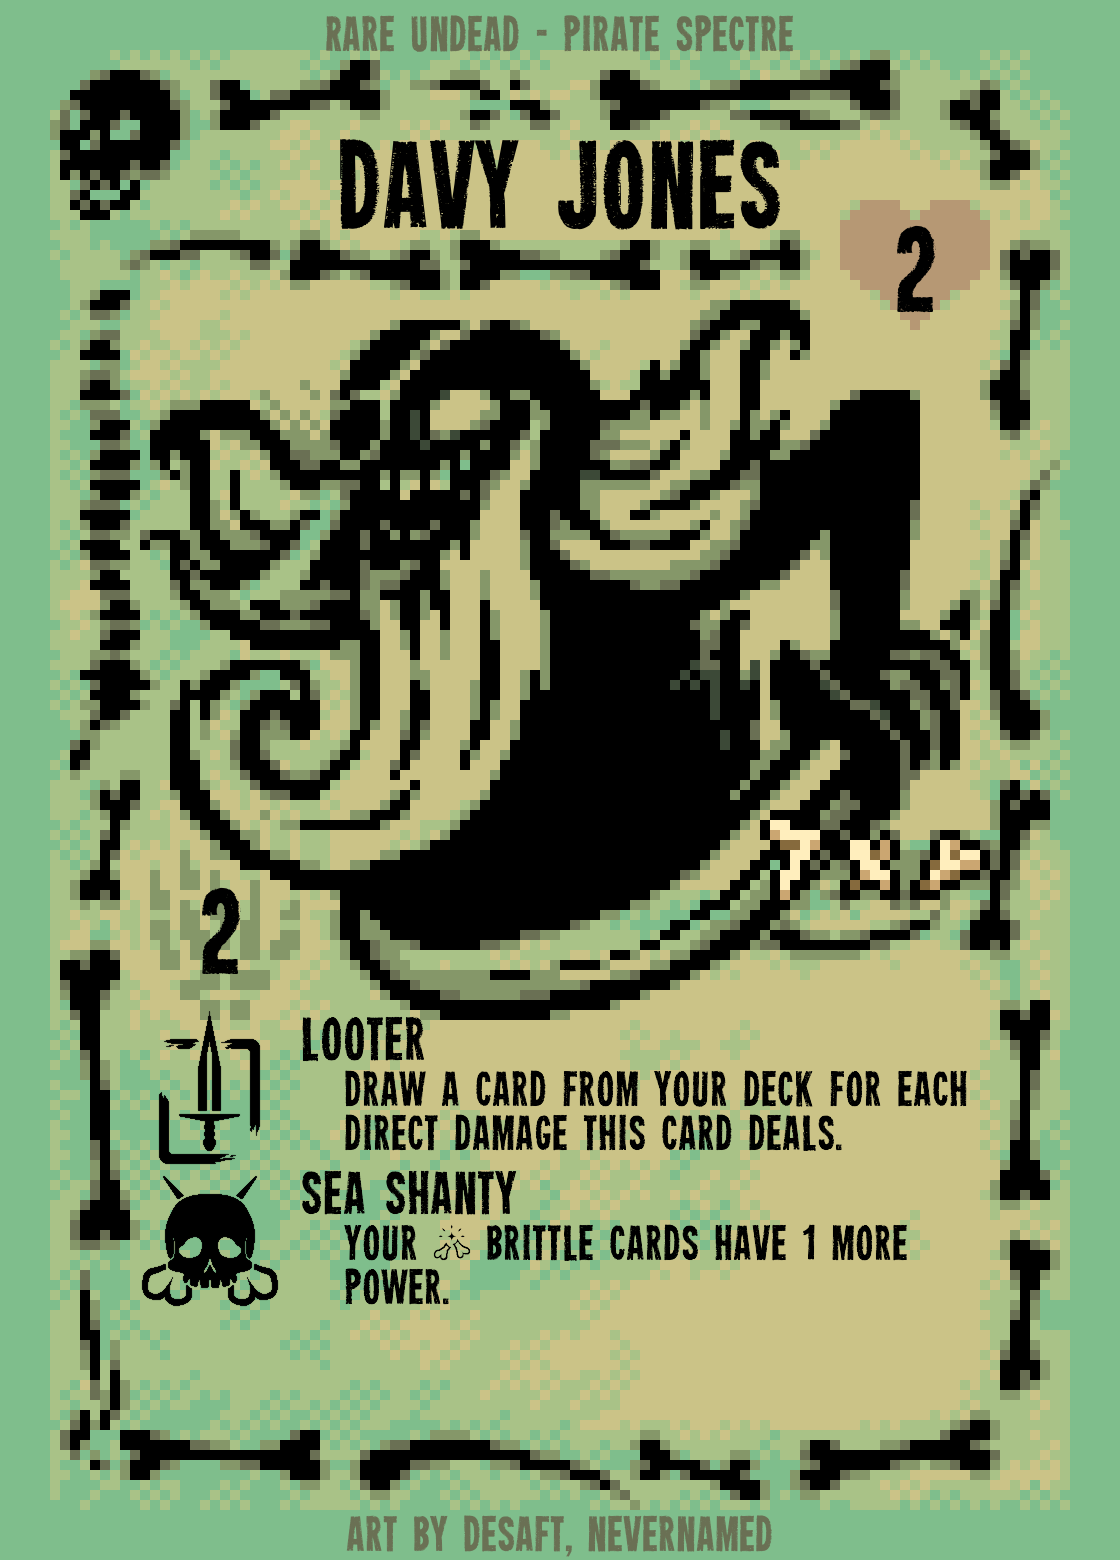 RARE UNDEAD - PIRATE SPECTRE
DAVY JONES
2
2
LOOTER
DRAW A CARD FROM YOUR DECK FOR EACH
DIRECT DAMAGE THIS CARD DEALS.
SEA SHANTY
YOUR BRITTLE CARDS HAVE 1 MORE
POWER.
ART BY DESAFT, NEVERNAMED